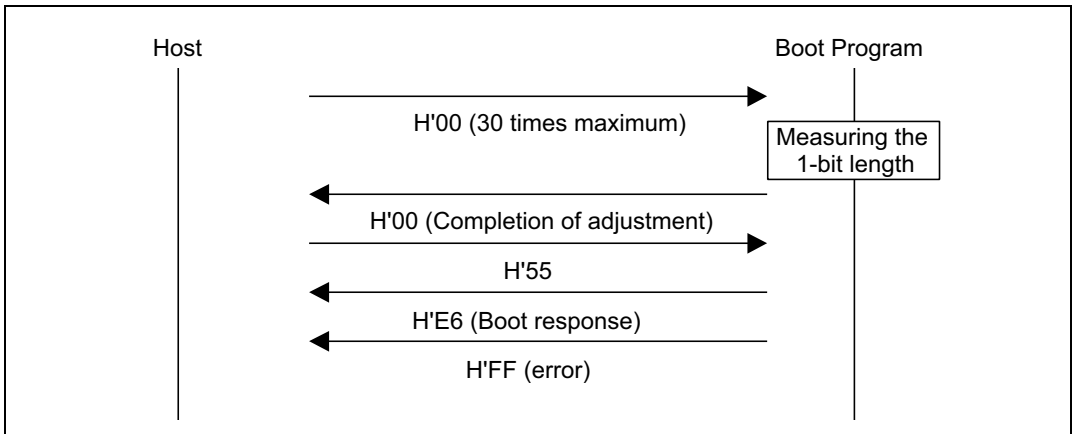 Host
Boot Program
H'00 (30 times maximum)
Measuring the
1-bit length
H'00 (Completion of adjustment)
H'55
H'E6 (Boot response)
H'FF (error)